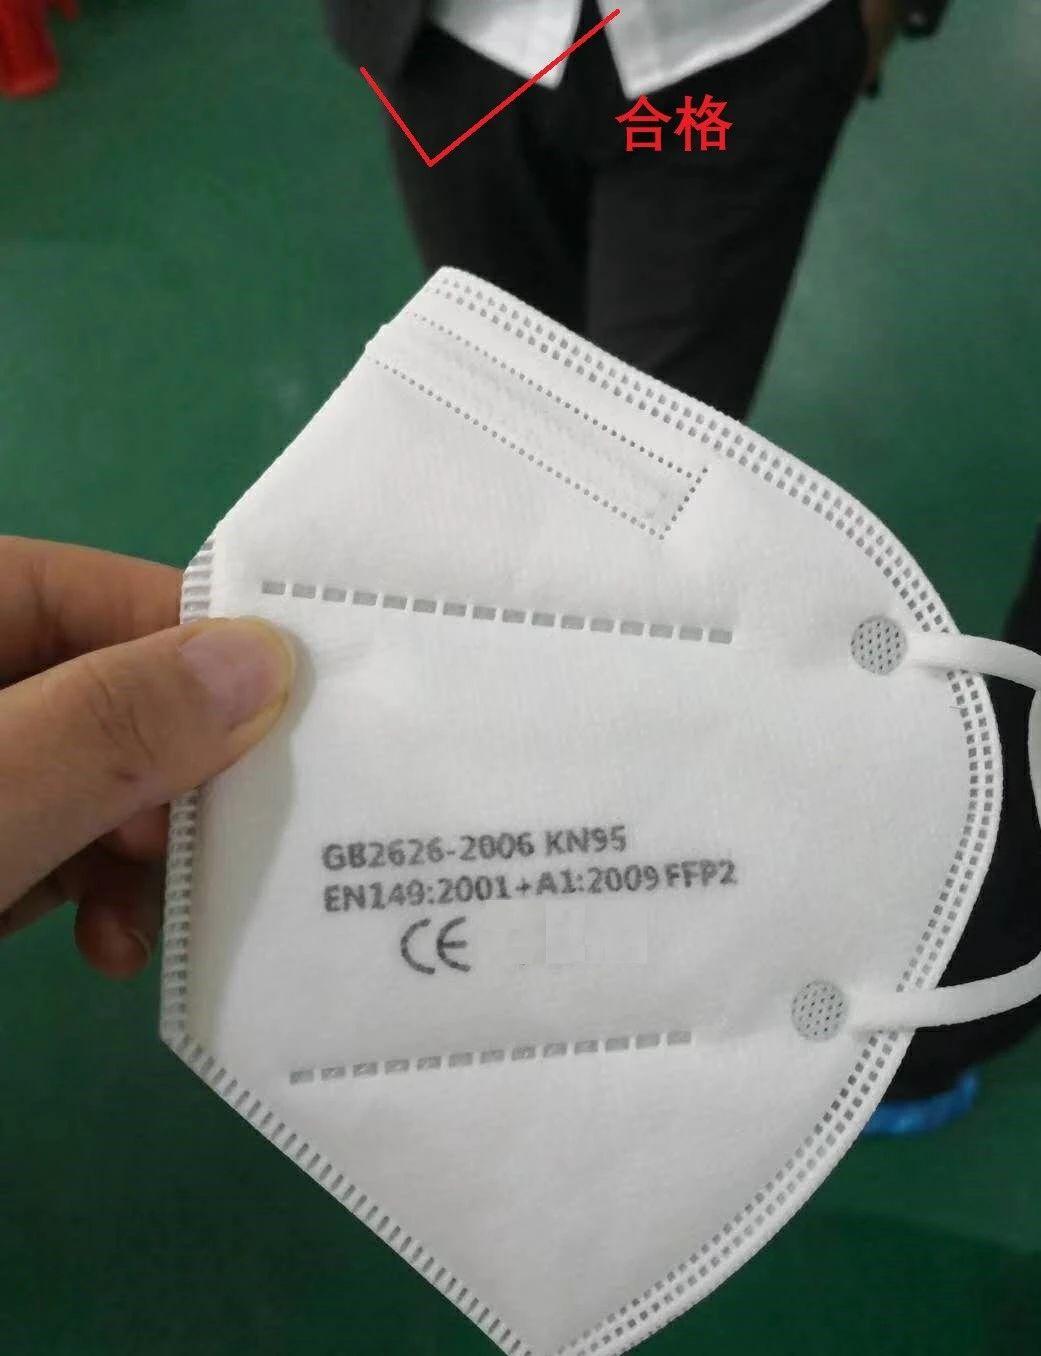 合格
GB2626-2006 KN95
EN149:2001+A1:2009 FFP2
CE